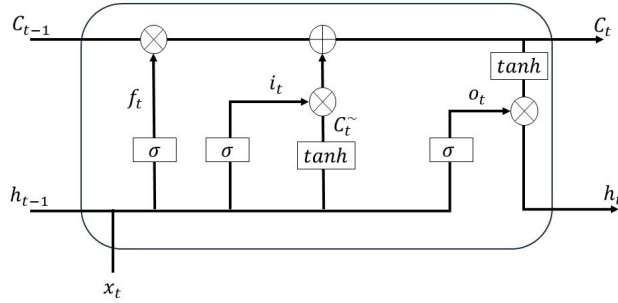 C_{t-1} C_t
tanh
f_t i_t o_t
C_t^~
σ σ tanh σ
h_{t-1} h_t
x_t